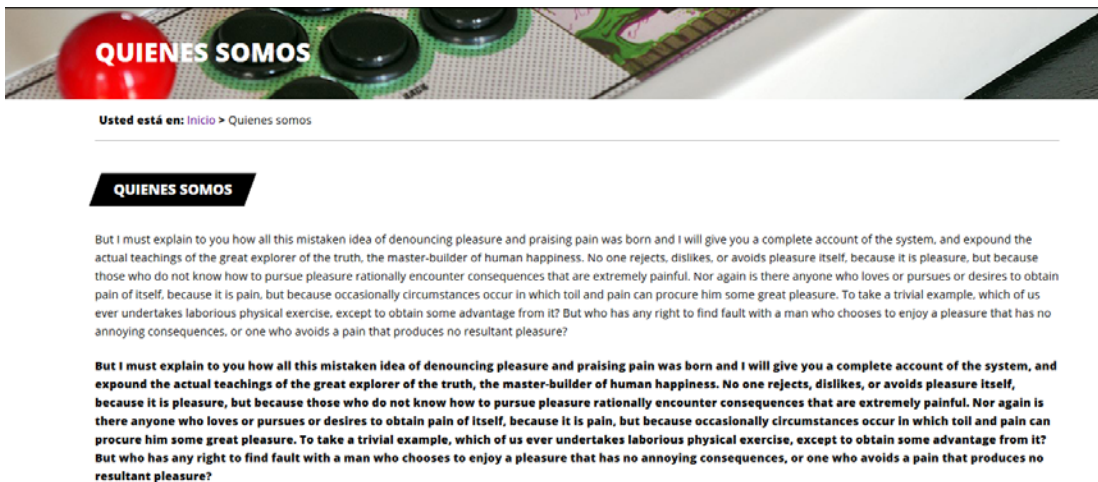 QUIENES SOMOS
BACK
Usted está en: Inicio > Quienes somos
QUIENES SOMOS
But I must explain to you how all this mistaken idea of denouncing pleasure and praising pain was born and I will give you a complete account of the system, and expound the
actual teachings of the great explorer of the truth, the master-builder of human happiness. No one rejects, dislikes, or avoids pleasure itself, because it is pleasure, but because
those who do not know how to pursue pleasure rationally encounter consequences that are extremely painful. Nor again is there anyone who loves or pursues or desires to obtain
pain of itself, because it is pain, but because occasionally circumstances occur in which toil and pain can procure him some great pleasure. To take a trivial example, which of us
ever undertakes laborious physical exercise, except to obtain some advantage from it? But who has any right to find fault with a man who chooses to enjoy a pleasure that has no
annoying consequences, or one who avoids a pain that produces no resultant pleasure?
But I must explain to you how all this mistaken idea of denouncing pleasure and praising pain was born and I will give you a complete account of the system, and
expound the actual teachings of the great explorer of the truth, the master-builder of human happiness. No one rejects, dislikes, or avoids pleasure itself,
because it is pleasure, but because those who do not know how to pursue pleasure rationally encounter consequences that are extremely painful. Nor again is
there anyone who loves or pursues or desires to obtain pain of itself, because it is pain, but because occasionally circumstances occur in which toil and pain can
procure him some great pleasure. To take a trivial example, which of us ever undertakes laborious physical exercise, except to obtain some advantage from it?
But who has any right to find fault with a man who chooses to enjoy a pleasure that has no annoying consequences, or one who avoids a pain that produces no
resultant pleasure?